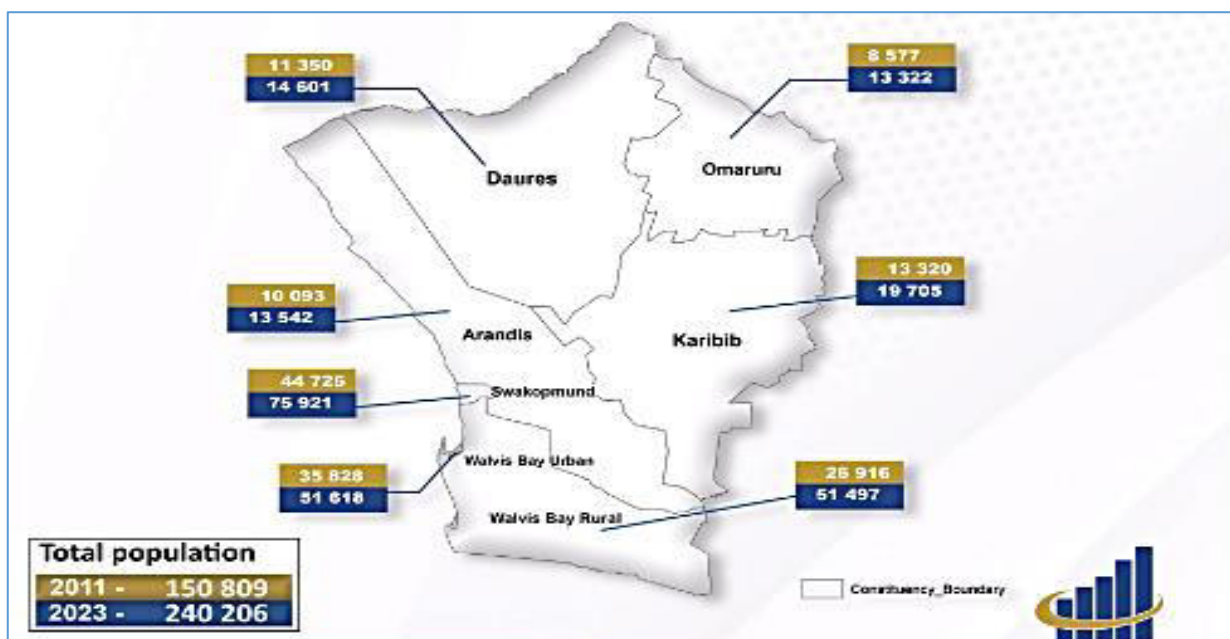 11 350
14 601
8 577
13 322
Daures
Omaruru
10 093
13 542
13 320
19 705
Arandis
Karibib
44 725
75 921
Swakopmund
Walvis Bay Urban
35 828
51 618
26 916
51 497
Walvis Bay Rural
Total population
2011 - 150 809
2023 - 240 206
Constituency_Boundary